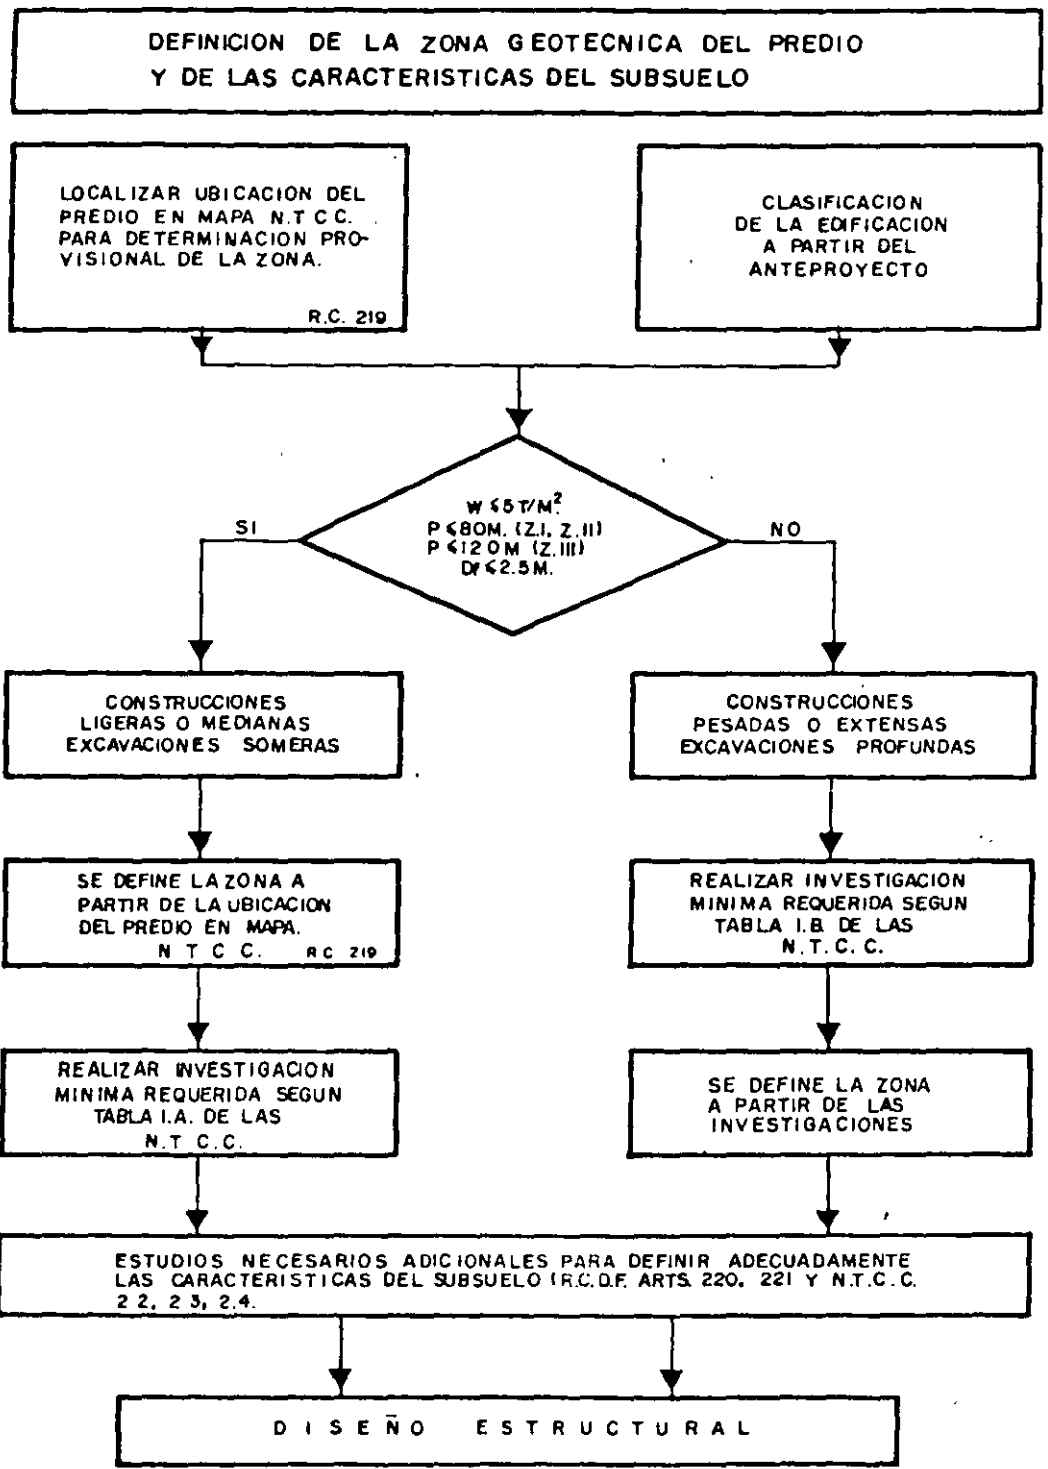 DEFINICION DE LA ZONA GEOTECNICA DEL PREDIO
Y DE LAS CARACTERISTICAS DEL SUBSUELO
LOCALIZAR UBICACION DEL
PREDIO EN MAPA N.T C C.
PARA DETERMINACION PRO-
VISIONAL DE LA ZONA.
R.C. 219
CLASIFICACION
DE LA EDIFICACION
A PARTIR DEL
ANTEPROYECTO
W ≤5 T/M².
P ≤80M. (Z.I, Z.II)
P ≤120M (Z.III)
Df ≤2.5M.
SI
NO
CONSTRUCCIONES
LIGERAS O MEDIANAS
EXCAVACIONES SOMERAS
CONSTRUCCIONES
PESADAS O EXTENSAS
EXCAVACIONES PROFUNDAS
SE DEFINE LA ZONA A
PARTIR DE LA UBICACION
DEL PREDIO EN MAPA.
N T C C. R C 219
REALIZAR INVESTIGACION
MINIMA REQUERIDA SEGUN
TABLA I.B. DE LAS
N.T.C.C.
REALIZAR INVESTIGACION
MINIMA REQUERIDA SEGUN
TABLA I.A. DE LAS
N.T C.C.
SE DEFINE LA ZONA
A PARTIR DE LAS
INVESTIGACIONES
ESTUDIOS NECESARIOS ADICIONALES PARA DEFINIR ADECUADAMENTE
LAS CARACTERISTICAS DEL SUBSUELO (R.C.D.F. ARTS. 220, 221 Y N.T.C.C.
2 2, 2 3, 2.4.
DISEÑO ESTRUCTURAL